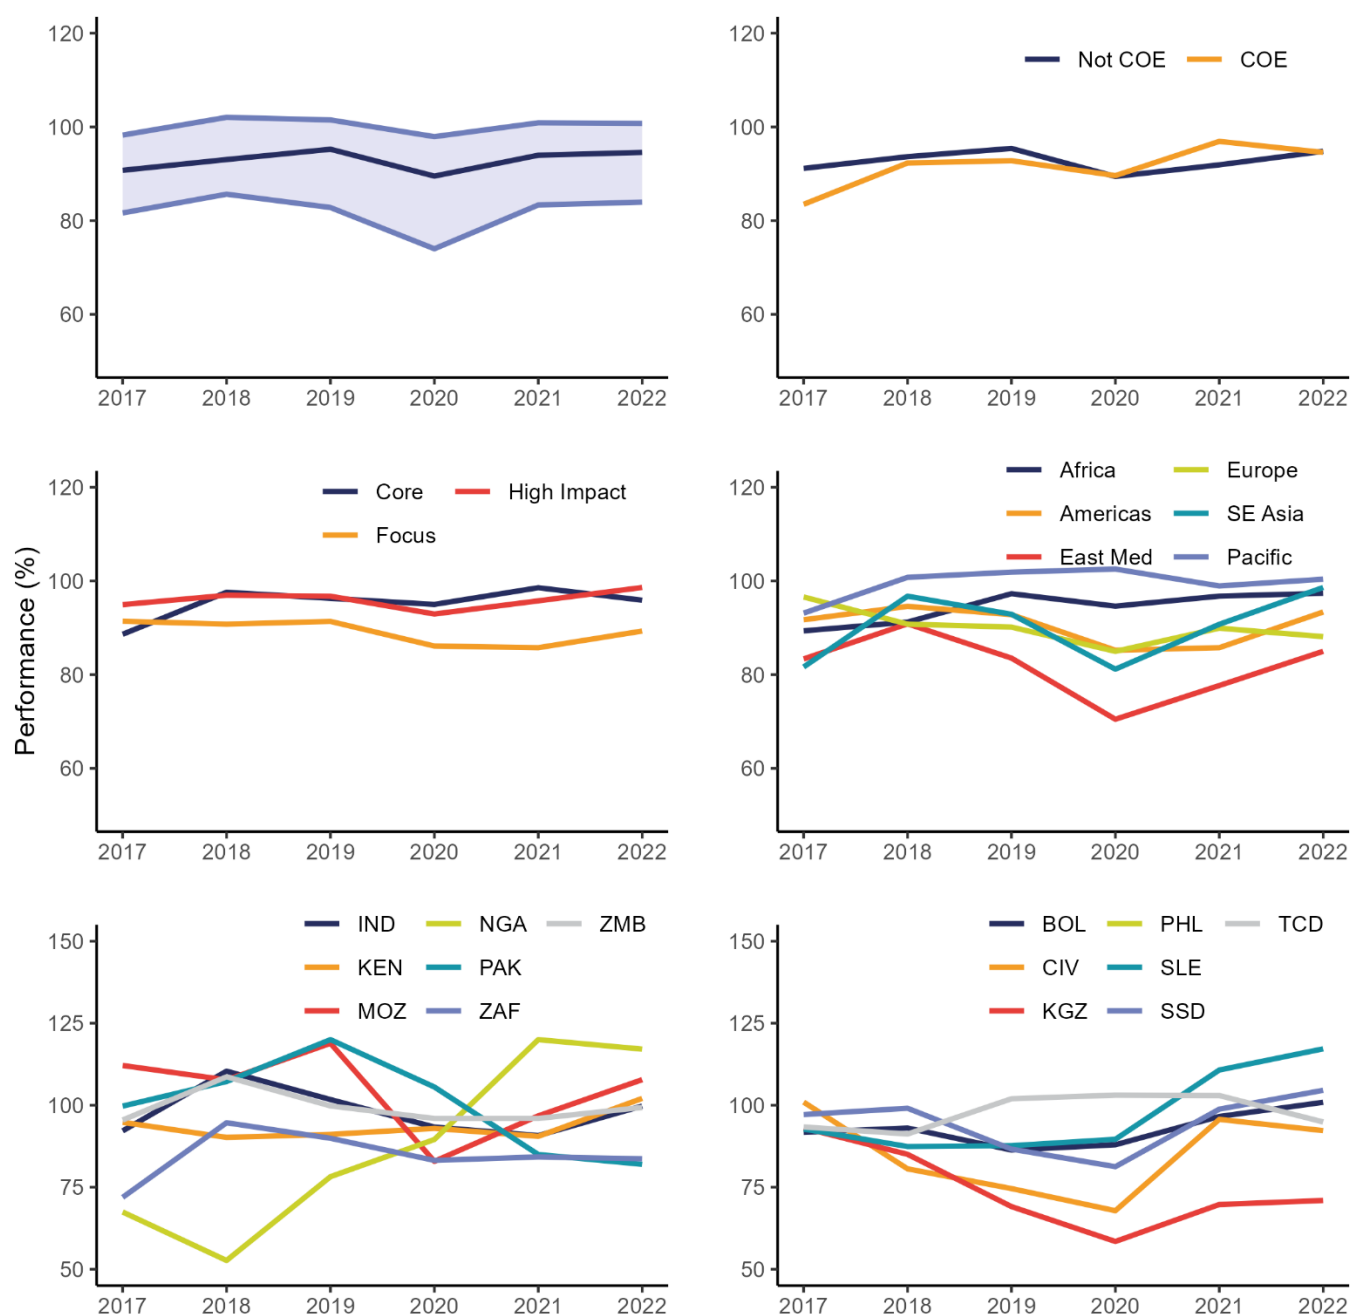 120
100
80
60
2017 2018 2019 2020 2021 2022
Not COE COE
120
100
80
60
2017 2018 2019 2020 2021 2022
Performance (%)
Core High Impact
Focus
120
100
80
60
2017 2018 2019 2020 2021 2022
Africa Europe
Americas SE Asia
East Med Pacific
120
100
80
60
2017 2018 2019 2020 2021 2022
IND NGA ZMB
KEN PAK
MOZ ZAF
150
125
100
75
50
2017 2018 2019 2020 2021 2022
BOL PHL TCD
CIV SLE
KGZ SSD
150
125
100
75
50
2017 2018 2019 2020 2021 2022